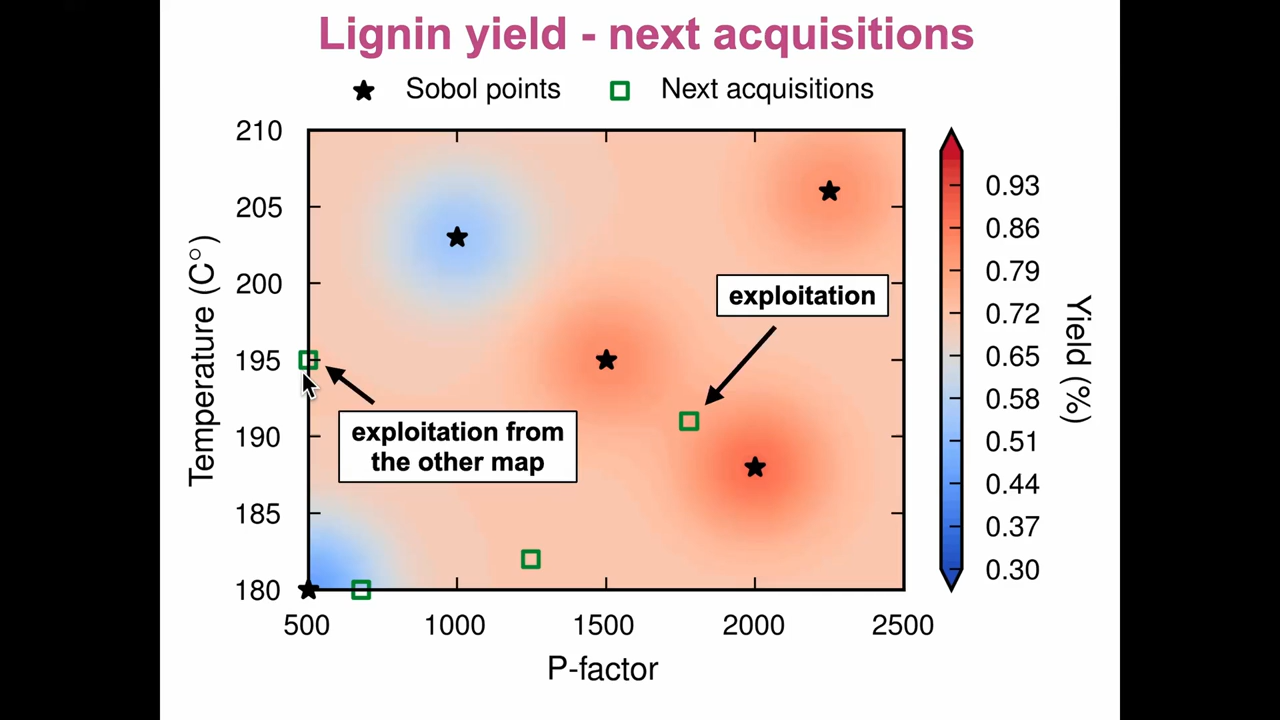 Lignin yield - next acquisitions
Sobol points
Next acquisitions
210
205
200
195
190
185
180
Temperature (C°)
500
1000
1500
2000
2500
P-factor
exploitation
exploitation from
the other map
0.93
0.86
0.79
0.72
0.65
0.58
0.51
0.44
0.37
0.30
Yield (%)